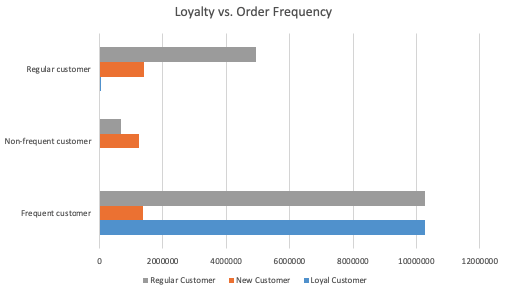 Loyalty vs. Order Frequency
Regular customer
Non-frequent customer
Frequent customer
0 2000000 4000000 6000000 8000000 10000000 12000000
Regular Customer New Customer Loyal Customer